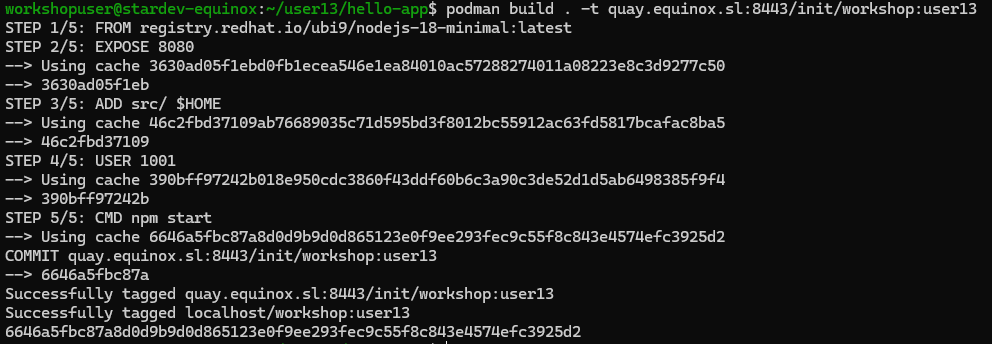 workshopuser@stardev-equinox:~/user13/hello-app$ podman build . -t quay.equinox.sl:8443/init/workshop:user13
STEP 1/5: FROM registry.redhat.io/ubi9/nodejs-18-minimal:latest
STEP 2/5: EXPOSE 8080
--> Using cache 3630ad05f1ebd0fb1ecea546e1ea84010ac57288274011a08223e8c3d9277c50
--> 3630ad05f1eb
STEP 3/5: ADD src/ $HOME
--> Using cache 46c2fbd37109ab76689035c71d595bd3f8012bc55912ac63fd5817bcafac8ba5
--> 46c2fbd37109
STEP 4/5: USER 1001
--> Using cache 390bff97242b018e950cdc3860f43ddf60b6c3a90c3de52d1d5ab6498385f9f4
--> 390bff97242b
STEP 5/5: CMD npm start
--> Using cache 6646a5fbc87a8d0d9b9d0d865123e0f9ee293fec9c55f8c843e4574efc3925d2
COMMIT quay.equinox.sl:8443/init/workshop:user13
--> 6646a5fbc87a
Successfully tagged quay.equinox.sl:8443/init/workshop:user13
Successfully tagged localhost/workshop:user13
6646a5fbc87a8d0d9b9d0d865123e0f9ee293fec9c55f8c843e4574efc3925d2